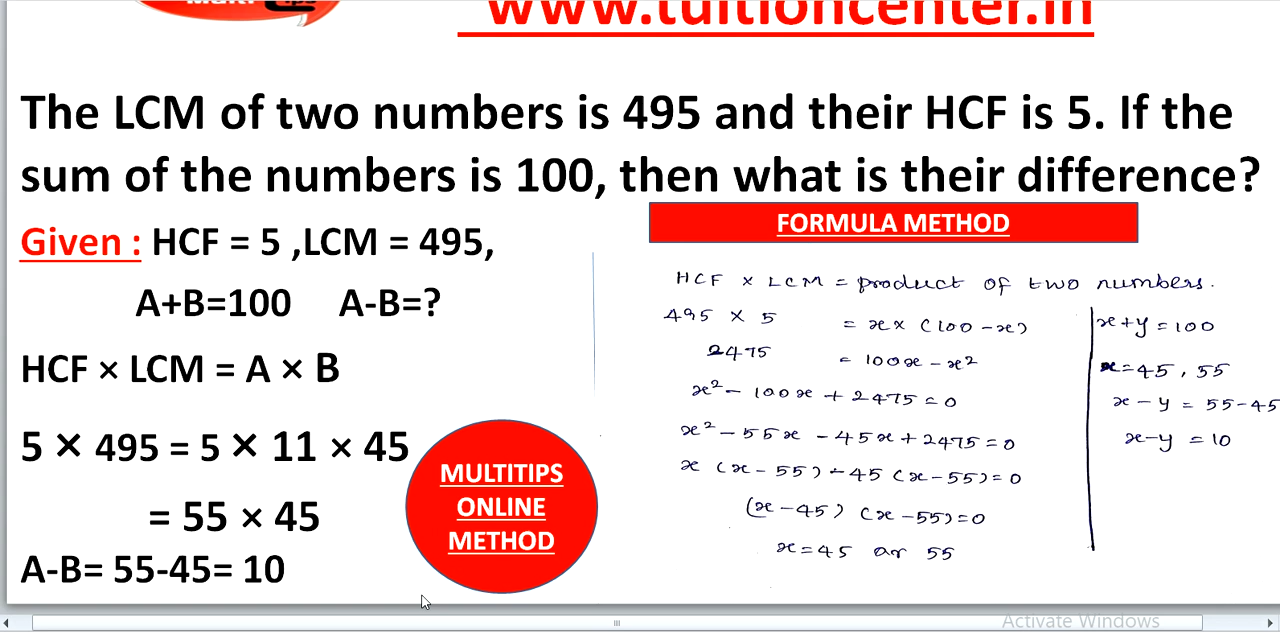 www.tuitioncenter.in
The LCM of two numbers is 495 and their HCF is 5. If the
sum of the numbers is 100, then what is their difference?
Given : HCF = 5 ,LCM = 495,
A+B=100 A-B=?
HCF × LCM = A × B
5 × 495 = 5 × 11 × 45
= 55 × 45
A-B= 55-45= 10
MULTITIPS
ONLINE
METHOD
FORMULA METHOD
HCF × LCM = product of two numbers.
495 × 5 = x × (100 - x)
2475 = 100x - x²
x² - 100x + 2475 = 0
x² - 55x - 45x + 2475 = 0
x (x - 55) - 45 (x - 55) = 0
(x - 45) (x - 55) = 0
x = 45 or 55
x + y = 100
x = 45, 55
x - y = 55 - 45
x - y = 10
Activate Windows